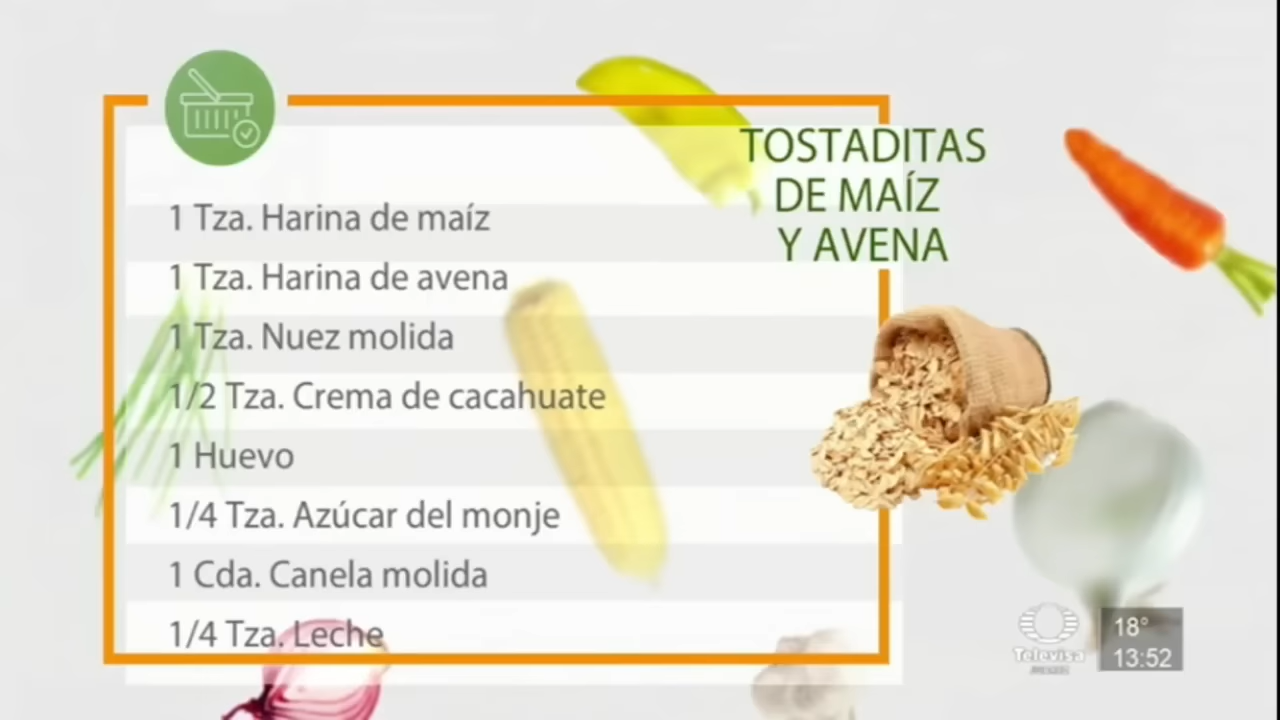 TOSTADITAS
DE MAÍZ
Y AVENA
1 Tza. Harina de maíz
1 Tza. Harina de avena
1 Tza. Nuez molida
1/2 Tza. Crema de cacahuate
1 Huevo
1/4 Tza. Azúcar del monje
1 Cda. Canela molida
1/4 Tza. Leche
18°
Televisa
JUAREZ
13:52